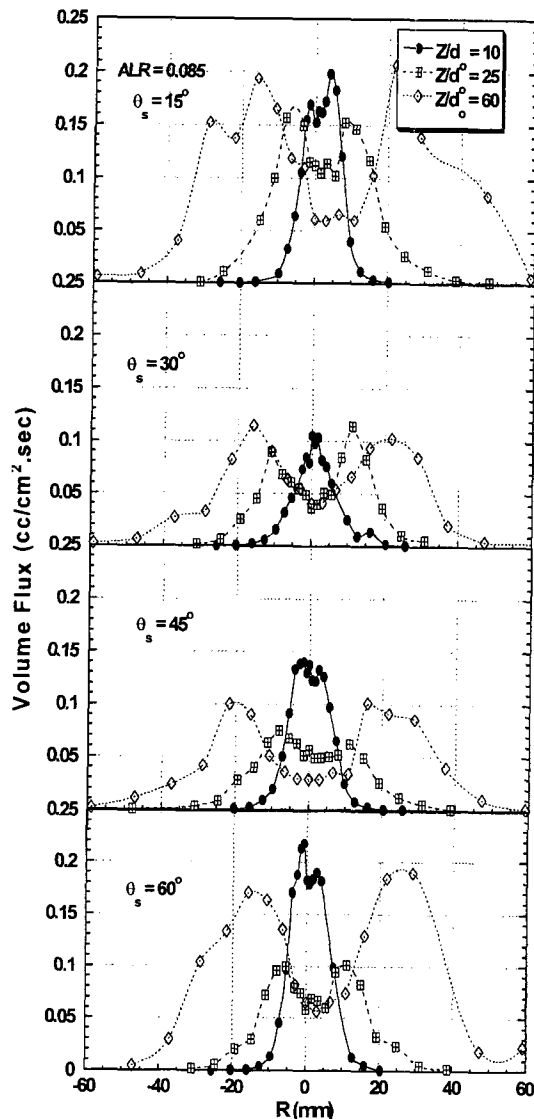 0.25
0.2
0.15
0.1
0.05
0.25
ALR = 0.085
θs = 15°
Z/d = 10
Z/d° = 25
Z/d° = 60
o
0.2
0.15
0.1
0.05
0.25
θs = 30°
0.2
0.15
0.1
0.05
0.25
θs = 45°
0.2
0.15
0.1
0.05
0
θs = 60°
Volume Flux (cc/cm².sec)
-60 -40 -20 0 20 40 60
R(mm)